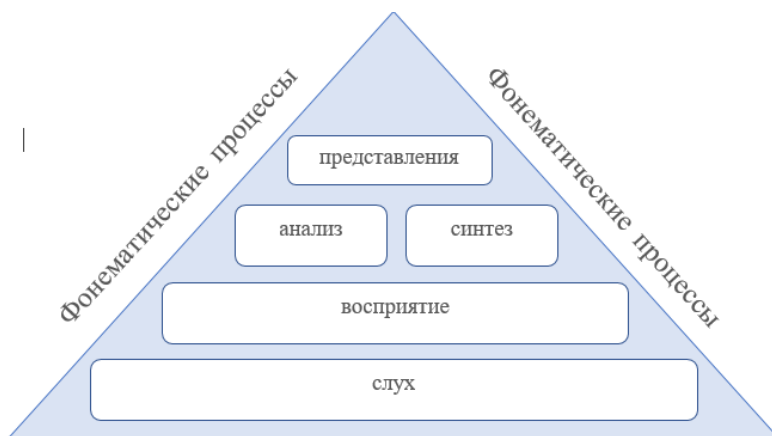 Фонематические процессы
Фонематические процессы
представления
анализ
синтез
восприятие
слух